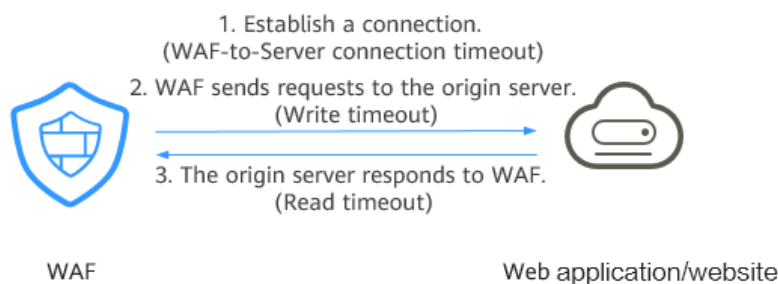 1. Establish a connection.
(WAF-to-Server connection timeout)
2. WAF sends requests to the origin server.
(Write timeout)
3. The origin server responds to WAF.
(Read timeout)
WAF
Web application/website